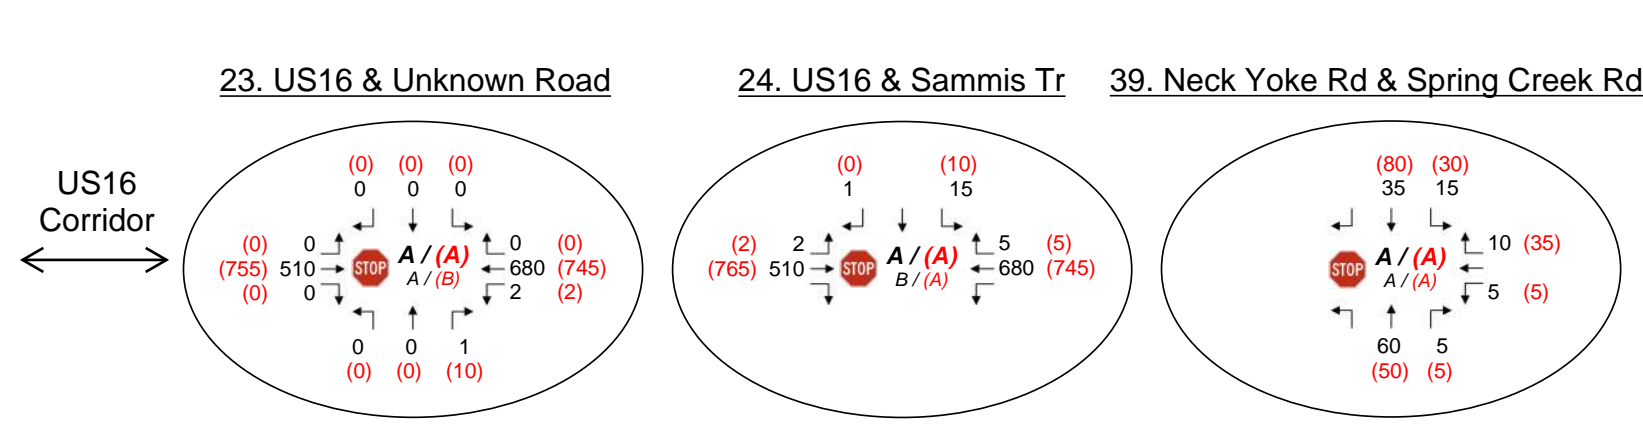 23. US16 & Unknown Road
24. US16 & Sammis Tr
39. Neck Yoke Rd & Spring Creek Rd
US16
Corridor
(0) (0) (0)
0 0 0
(0) 0
(755) 510
(0) 0
STOP
A / (A)
A / (B)
0 (0)
680 (745)
2 (2)
0 0 1
(0) (0) (10)
(0) (10)
1 15
(2) 2
(765) 510
STOP
A / (A)
B / (A)
5 (5)
680 (745)
(80) (30)
35 15
STOP
A / (A)
A / (A)
10 (35)
5 (5)
60 5
(50) (5)